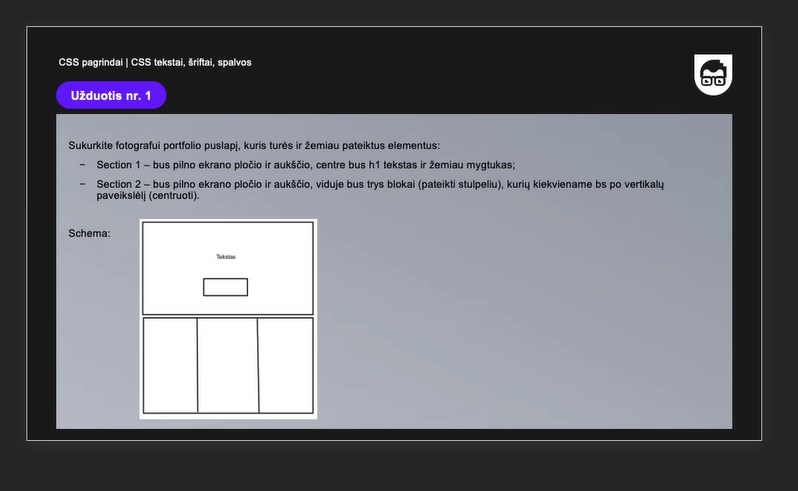 CSS pagrindai | CSS tekstai, šriftai, spalvos
Užduotis nr. 1
Sukurkite fotografui portfolio puslapį, kuris turės ir žemiau pateiktus elementus:
– Section 1 – bus pilno ekrano pločio ir aukščio, centre bus h1 tekstas ir žemiau mygtukas;
– Section 2 – bus pilno ekrano pločio ir aukščio, viduje bus trys blokai (pateikti stulpeliu), kurių kiekviename bs po vertikalų
paveikslėlį (centruoti).
Schema:
Tekstas